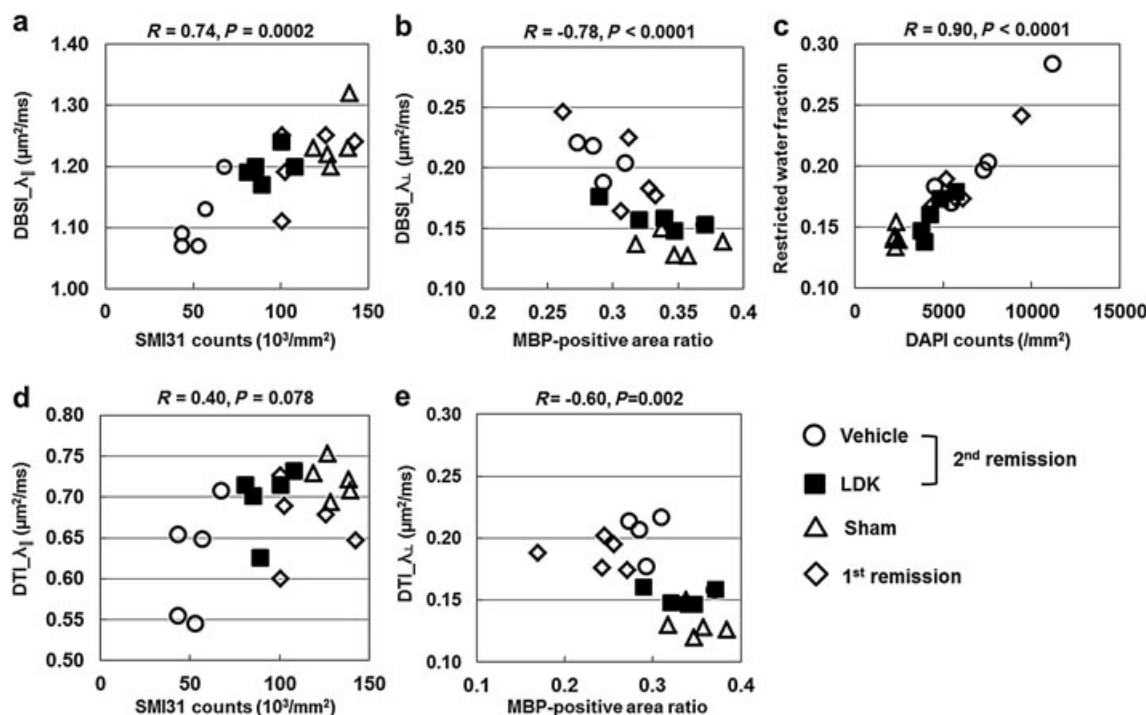 a
R = 0.74, P = 0.0002
1.40
1.30
1.20
1.10
1.00
DBSI_λ∥ (μm²/ms)
0 50 100 150
SMI31 counts (10³/mm²)
b
R = -0.78, P < 0.0001
0.30
0.25
0.20
0.15
0.10
DBSI_λ⊥ (μm²/ms)
0.2 0.25 0.3 0.35 0.4
MBP-positive area ratio
c
R = 0.90, P < 0.0001
0.30
0.25
0.20
0.15
0.10
Restricted water fraction
0 5000 10000 15000
DAPI counts (/mm²)
d
R = 0.40, P = 0.078
0.80
0.75
0.70
0.65
0.60
0.55
0.50
DTI_λ∥ (μm²/ms)
0 50 100 150
SMI31 counts (10³/mm²)
e
R= -0.60, P=0.002
0.30
0.25
0.20
0.15
0.10
DTI_λ⊥ (μm²/ms)
0.1 0.2 0.3 0.4
MBP-positive area ratio
Vehicle
2nd remission
LDK
Sham
1st remission